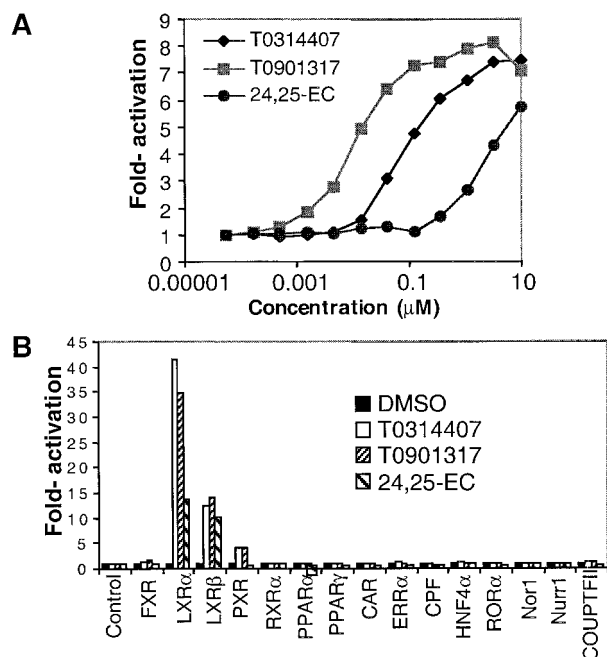 A
Fold- activation
9
8
7
6
5
4
3
2
1
0
T0314407
T0901317
24,25-EC
0.00001 0.001 0.1 10
Concentration (μM)
B
Fold- activation
45
40
35
30
25
20
15
10
5
0
DMSO
T0314407
T0901317
24,25-EC
Control
FXR
LXRα
LXRβ
PXR
RXRα
PPARα
PPARγ
CAR
ERRα
CPF
HNF4α
RORα
Nor1
Nurr1
COUPTFII